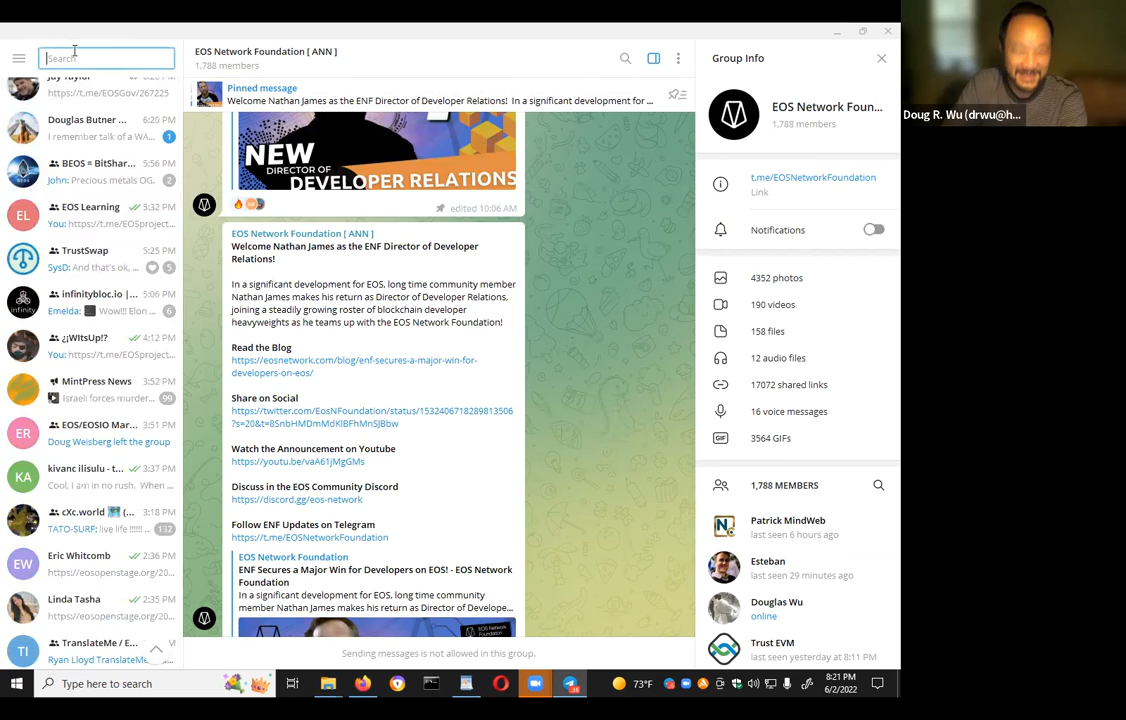 Search
Jay Taylor
https://t.me/EOSGov/267225
Douglas Butner ...
6:20 PM
I remember talk of a WA...
1
BEOS = BitShar...
5:56 PM
John: Precious metals OG.
2
EL
EOS Learning
5:32 PM
You: https://t.me/EOSproject...
TrustSwap
5:25 PM
SysD: And that's ok, ...
5
infinity
infinitybloc.io |...
5:06 PM
Emelda: Wow!!! Elon ...
6
¿¿WItsUp!?
4:12 PM
You: https://t.me/EOSproject...
MintPress News
3:52 PM
Israeli forces murder...
99
ER
EOS/EOSIO Mar...
3:51 PM
Doug Weisberg left the group
KA
kivanc ilisulu - t...
3:37 PM
Cool, I am in no rush. When ...
cXc.world (...
3:18 PM
TATO-SURF: live life !!!!!! ...
132
EW
Eric Whitcomb
2:36 PM
https://eosopenstage.org/20...
Linda Tasha
2:35 PM
https://eosopenstage.org/20...
TI
TranslateMe / E...
Ryan Lloyd TranslateMe...
EOS Network Foundation [ ANN ]
1,788 members
Pinned message
Welcome Nathan James as the ENF Director of Developer Relations! In a significant development for ...
NEW
DIRECTOR OF
DEVELOPER RELATIONS
edited 10:06 AM
EOS Network Foundation [ ANN ]
Welcome Nathan James as the ENF Director of Developer
Relations!
In a significant development for EOS, long time community member
Nathan James makes his return as Director of Developer Relations,
joining a steadily growing roster of blockchain developer
heavyweights as he teams up with the EOS Network Foundation!
Read the Blog
https://eosnetwork.com/blog/enf-secures-a-major-win-for-
developers-on-eos/
Share on Social
https://twitter.com/EosNFoundation/status/1532406718289813506
?s=20&t=8SnbHMDmMdKlBFhMnSJBbw
Watch the Announcement on Youtube
https://youtu.be/vaA61jMgGMs
Discuss in the EOS Community Discord
https://discord.gg/eos-network
Follow ENF Updates on Telegram
https://t.me/EOSNetworkFoundation
EOS Network Foundation
ENF Secures a Major Win for Developers on EOS! - EOS Network
Foundation
In a significant development for EOS, long time community
member Nathan James makes his return as Director of Develope...
Sending messages is not allowed in this group.
Group Info
EOS Network Foun...
1,788 members
t.me/EOSNetworkFoundation
Link
Notifications
4352 photos
190 videos
158 files
12 audio files
17072 shared links
16 voice messages
GIF
3564 GIFs
1,788 MEMBERS
Patrick MindWeb
last seen 6 hours ago
Esteban
last seen 29 minutes ago
Douglas Wu
online
Trust EVM
last seen yesterday at 8:11 PM
Doug R. Wu (drwu@h...
Type here to search
73°F
8:21 PM
6/2/2022